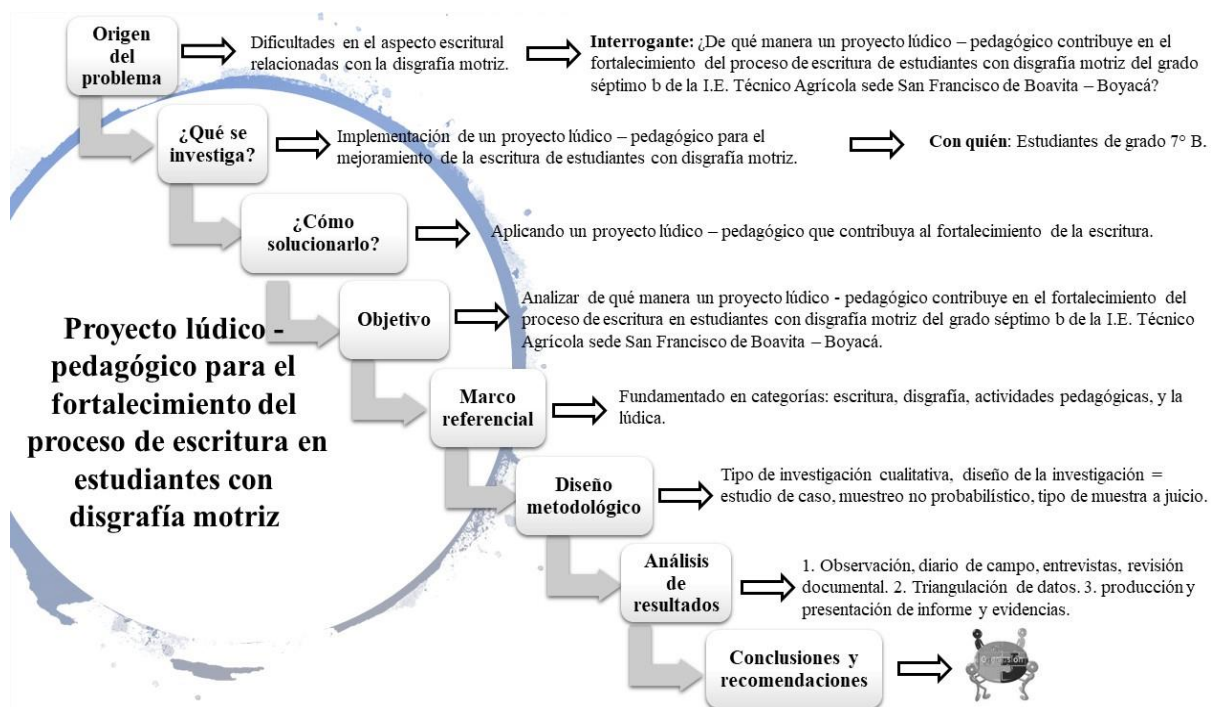 Origen
del
problema
Dificultades en el aspecto escritural
relacionadas con la disgrafía motriz.
Interrogante: ¿De qué manera un proyecto lúdico – pedagógico contribuye en el
fortalecimiento del proceso de escritura de estudiantes con disgrafía motriz del grado
séptimo b de la I.E. Técnico Agrícola sede San Francisco de Boavita – Boyacá?
¿Qué se
investiga?
Implementación de un proyecto lúdico – pedagógico para el
mejoramiento de la escritura de estudiantes con disgrafía motriz.
Con quién: Estudiantes de grado 7° B.
¿Cómo
solucionarlo?
Aplicando un proyecto lúdico – pedagógico que contribuya al fortalecimiento de la escritura.
Objetivo
Analizar de qué manera un proyecto lúdico - pedagógico contribuye en el fortalecimiento del
proceso de escritura en estudiantes con disgrafía motriz del grado séptimo b de la I.E. Técnico
Agrícola sede San Francisco de Boavita – Boyacá.
Proyecto lúdico -
pedagógico para el
fortalecimiento del
proceso de escritura en
estudiantes con
disgrafía motriz
Marco
referencial
Fundamentado en categorías: escritura, disgrafía, actividades pedagógicas, y la
lúdica.
Diseño
metodológico
Tipo de investigación cualitativa, diseño de la investigación =
estudio de caso, muestreo no probabilístico, tipo de muestra a juicio.
Análisis
de
resultados
1. Observación, diario de campo, entrevistas, revisión
documental. 2. Triangulación de datos. 3. producción y
presentación de informe y evidencias.
Conclusiones y
recomendaciones